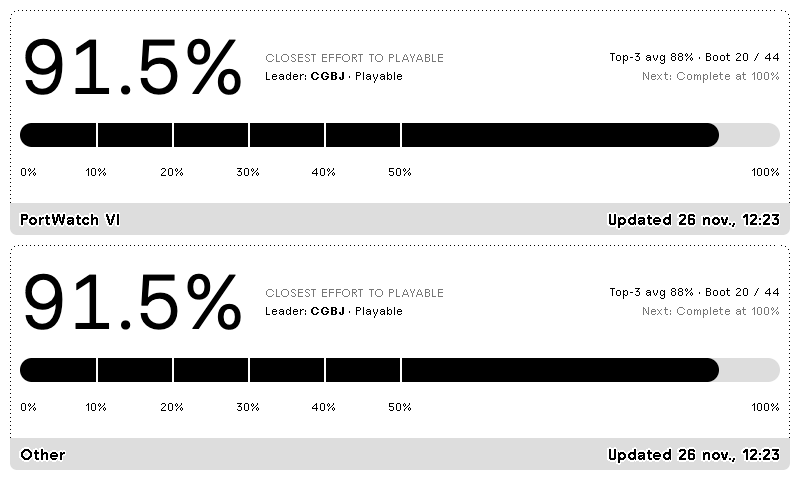 91.5%
CLOSEST EFFORT TO PLAYABLE
Leader: CGBJ · Playable
Top-3 avg 88% · Boot 20 / 44
Next: Complete at 100%
0% 10% 20% 30% 40% 50% 100%
PortWatch VI
Updated 26 nov., 12:23
91.5%
CLOSEST EFFORT TO PLAYABLE
Leader: CGBJ · Playable
Top-3 avg 88% · Boot 20 / 44
Next: Complete at 100%
0% 10% 20% 30% 40% 50% 100%
Other
Updated 26 nov., 12:23